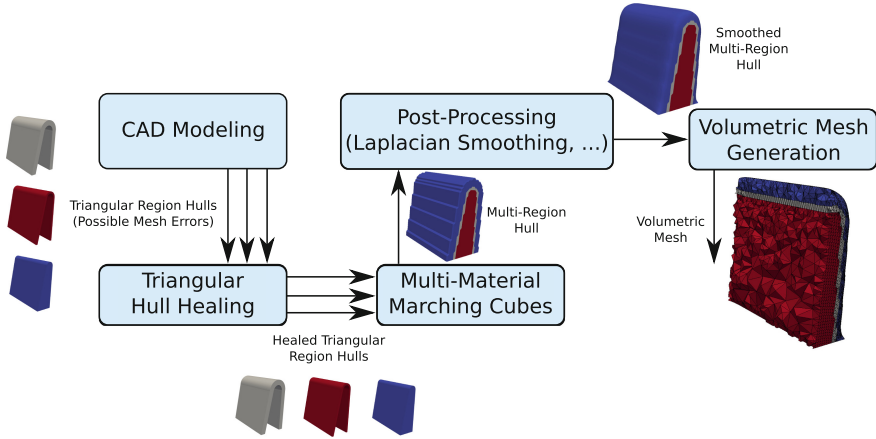 CAD Modeling
Triangular Region Hulls
(Possible Mesh Errors)
Triangular
Hull Healing
Healed Triangular
Region Hulls
Multi-Material
Marching Cubes
Multi-Region
Hull
Post-Processing
(Laplacian Smoothing, ...)
Smoothed
Multi-Region
Hull
Volumetric Mesh
Generation
Volumetric
Mesh